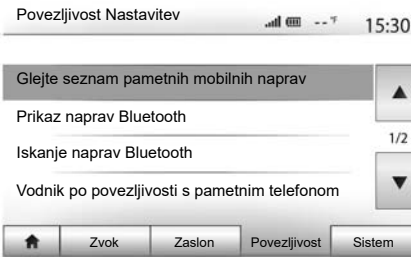 Povezljivost Nastavitev
-- °F
15:30
Glejte seznam pametnih mobilnih naprav
Prikaz naprav Bluetooth
1/2
Iskanje naprav Bluetooth
Vodnik po povezljivosti s pametnim telefonom
Zvok
Zaslon
Povezljivost
Sistem